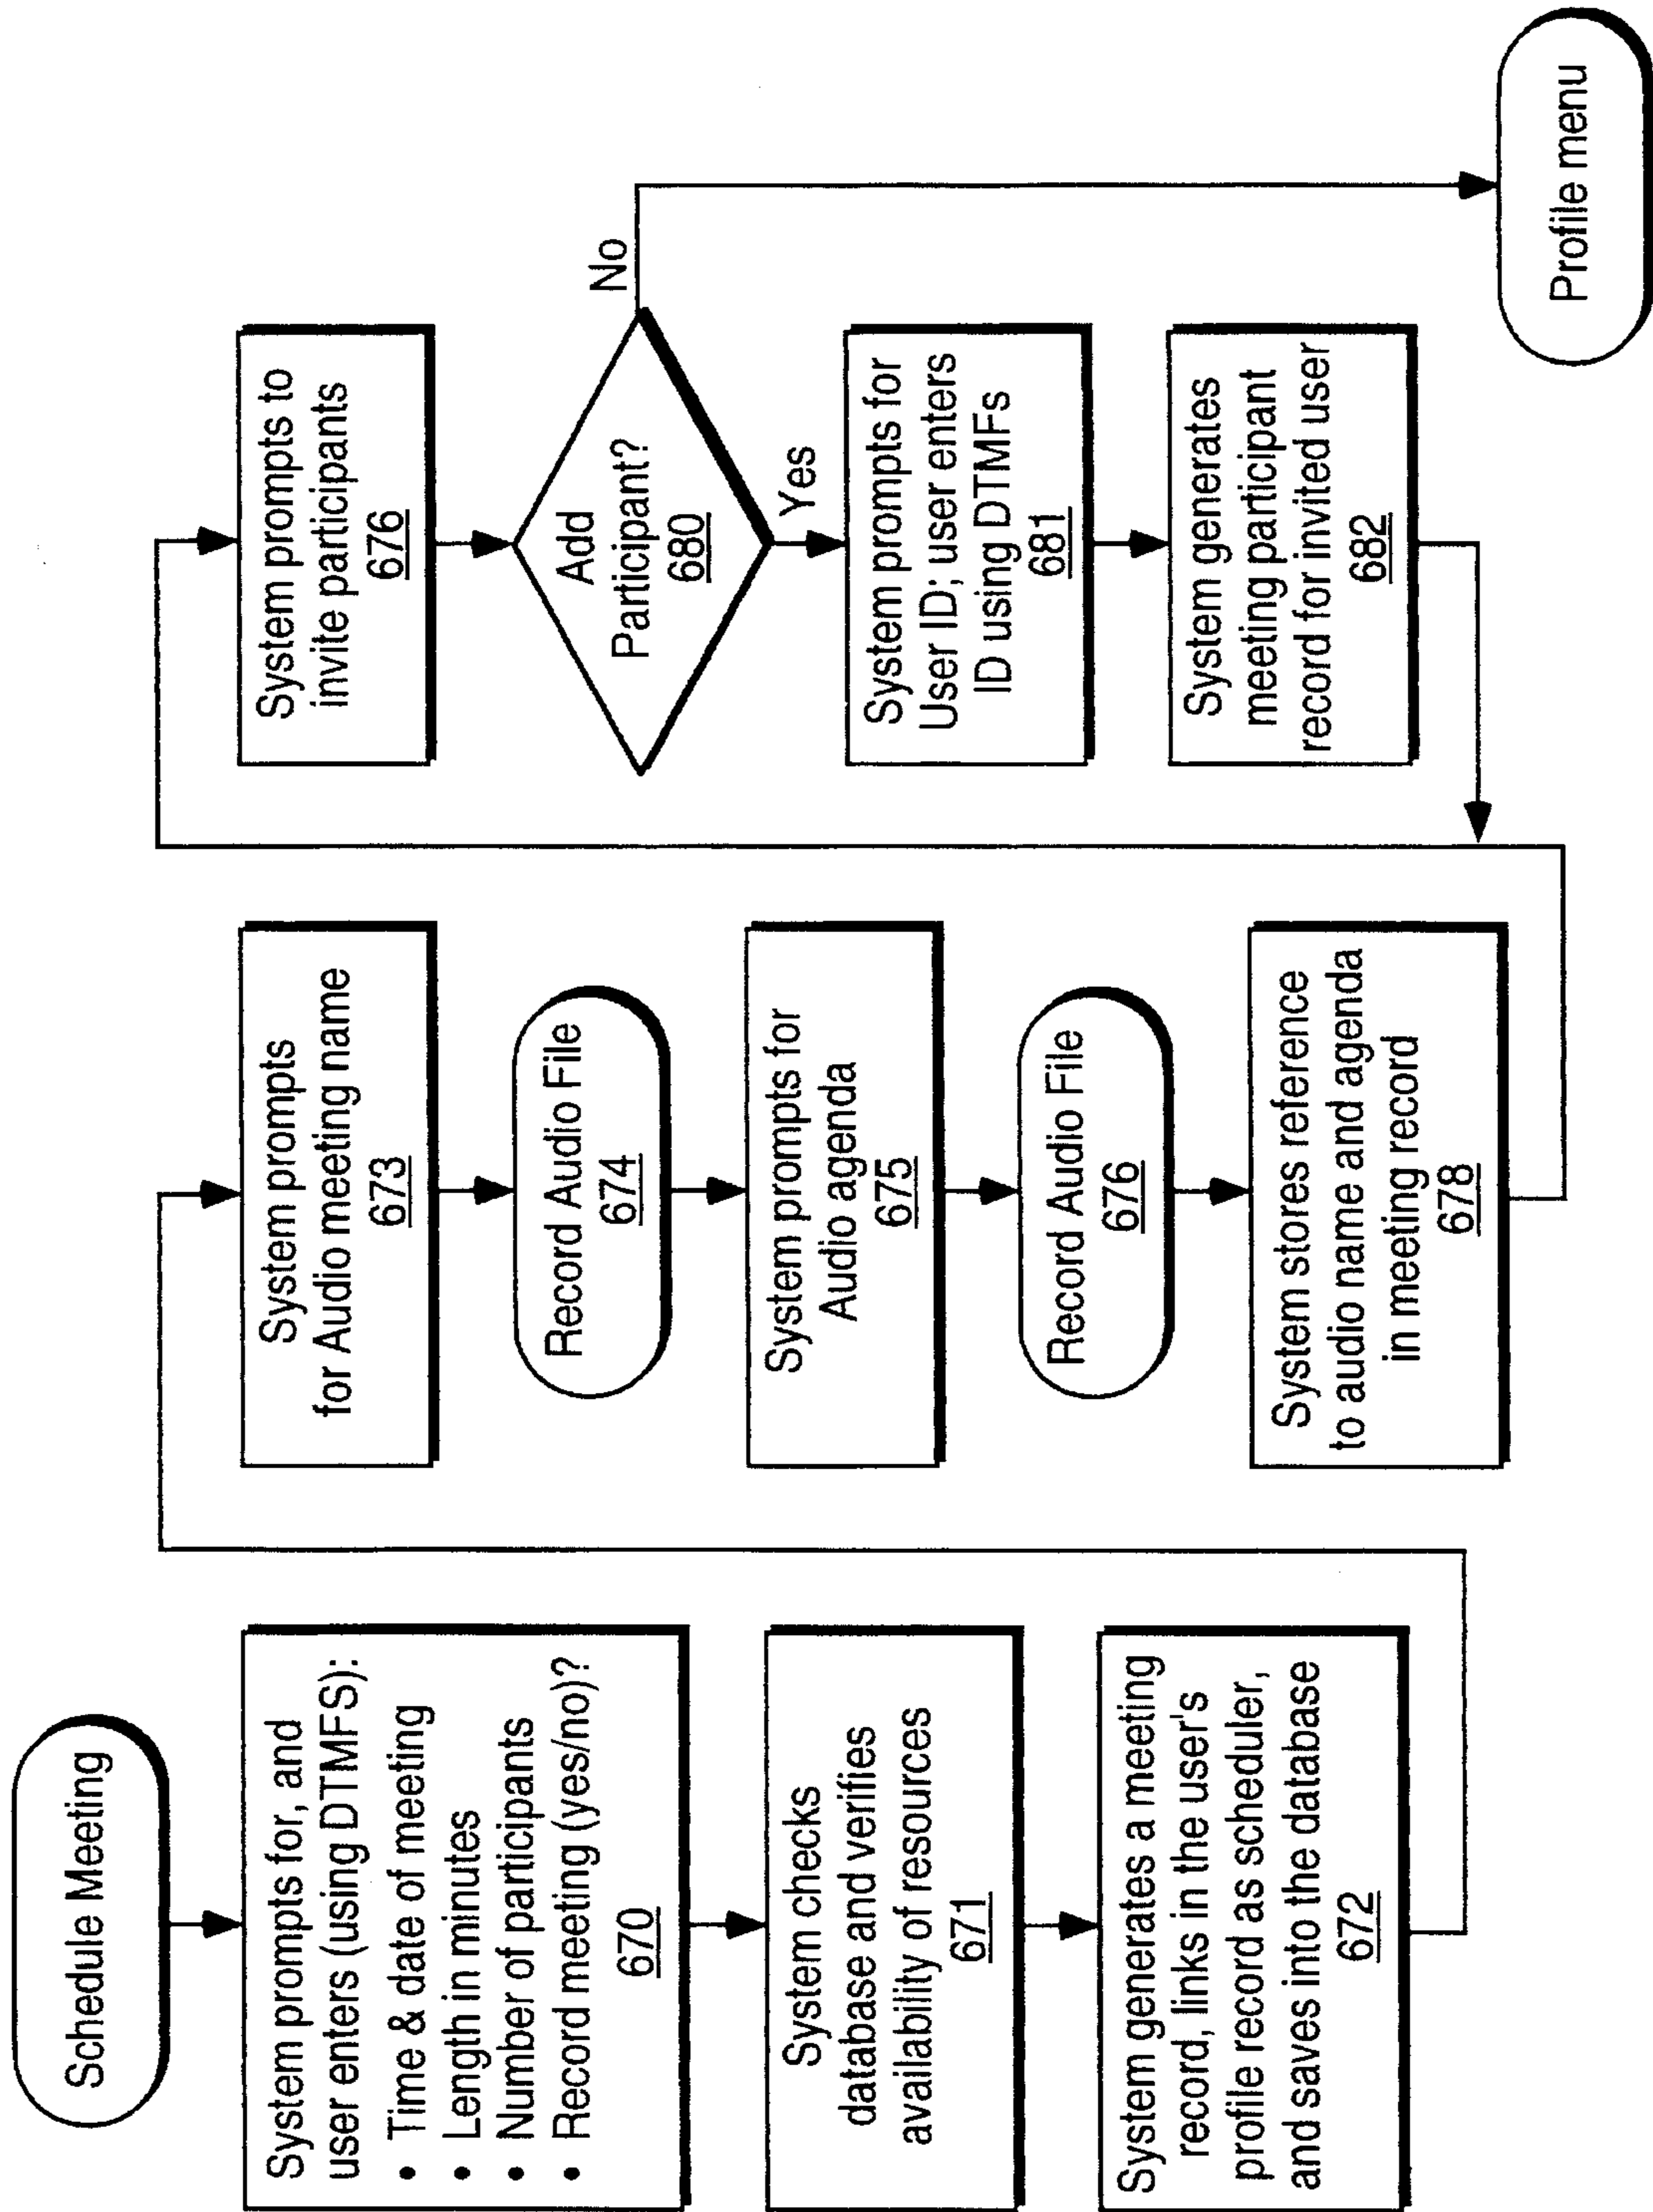 Schedule Meeting
System prompts for, and
user enters (using DTMFS):
• Time & date of meeting
• Length in minutes
• Number of participants
• Record meeting (yes/no)?
670
System checks
database and verifies
availability of resources
671
System generates a meeting
record, links in the user's
profile record as scheduler,
and saves into the database
672
System prompts
for Audio meeting name
673
Record Audio File
674
System prompts for
Audio agenda
675
Record Audio File
676
System stores reference
to audio name and agenda
in meeting record
678
System prompts to
invite participants
676
Add
Participant?
680
No
Yes
System prompts for
User ID; user enters
ID using DTMFs
681
System generates
meeting participant
record for invited user
682
Profile menu